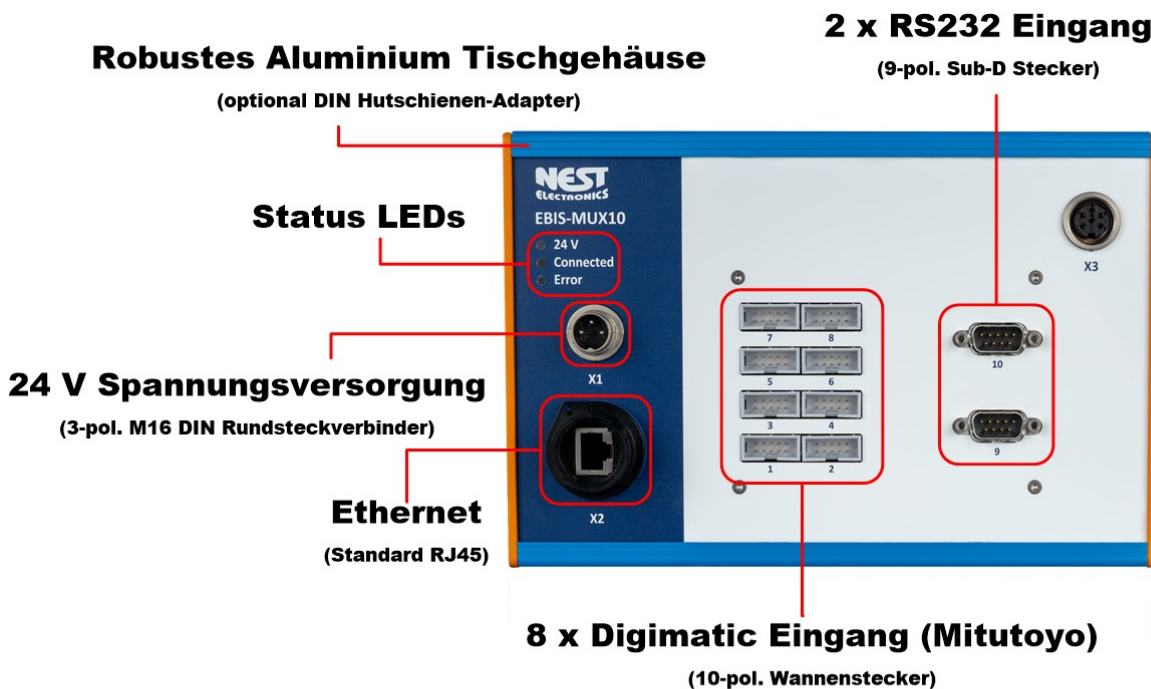 2 x RS232 Eingang
(9-pol. Sub-D Stecker)
Robustes Aluminium Tischgehäuse
(optional DIN Hutschienen-Adapter)
NEST
ELECTRONICS
EBIS-MUX10
Status LEDs
24 V
Connected
Error
X3
7 8
10
X1
5 6
24 V Spannungsversorgung
(3-pol. M16 DIN Rundsteckverbinder)
3 4
9
1 2
Ethernet
(Standard RJ45)
X2
8 x Digimatic Eingang (Mitutoyo)
(10-pol. Wannenstecker)